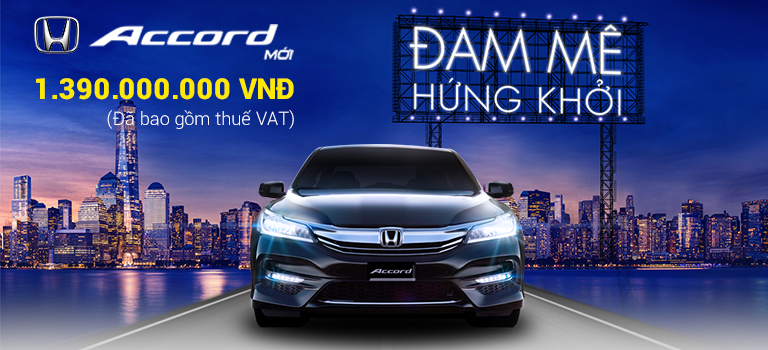 Accord
MỚI
1.390.000.000 VNĐ
(Đã bao gồm thuế VAT)
ĐAM MÊ
HỨNG KHỞI
Accord